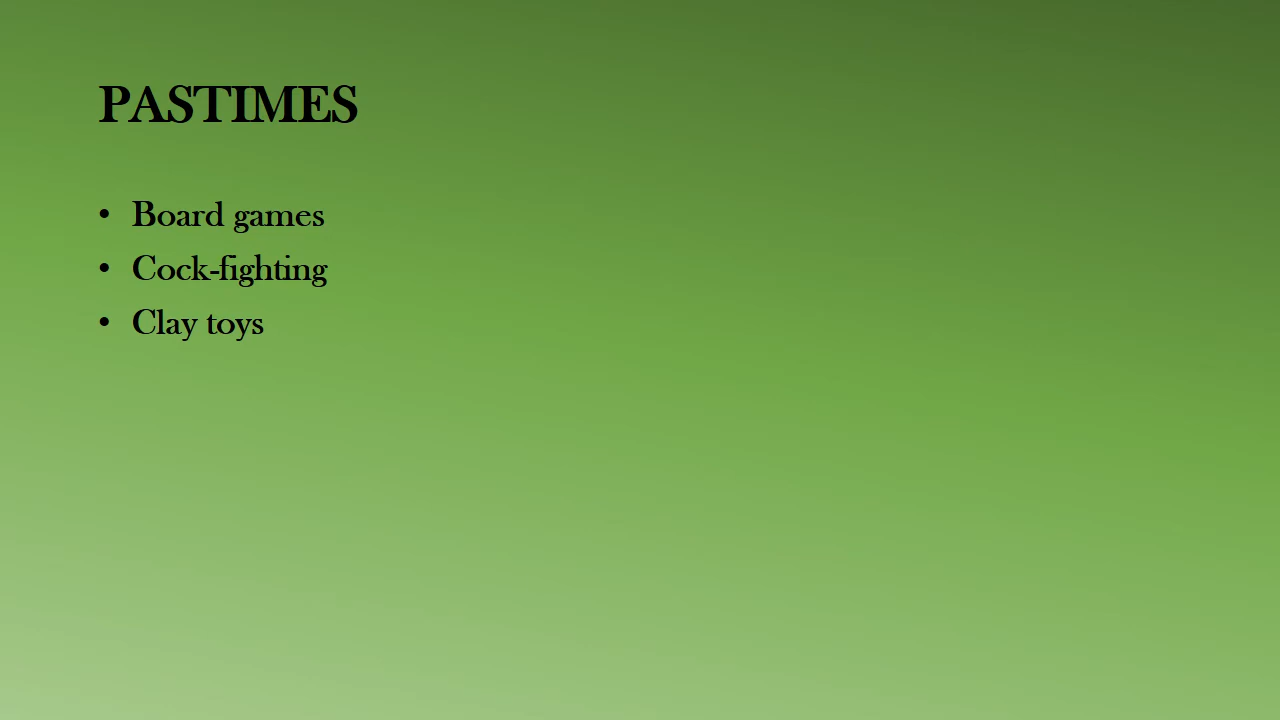 PASTIMES
• Board games
• Cock-fighting
• Clay toys